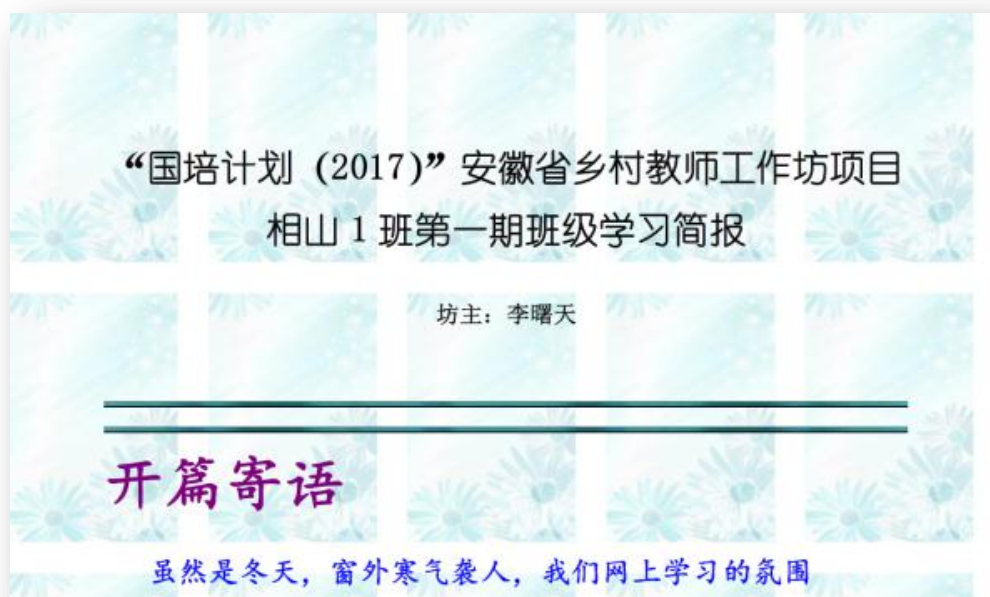 “国培计划（2017)”安徽省乡村教师工作坊项目
相山 1 班第一期班级学习简报
坊主：李曙天
开篇寄语
虽然是冬天，窗外寒气袭人，我们网上学习的氛围